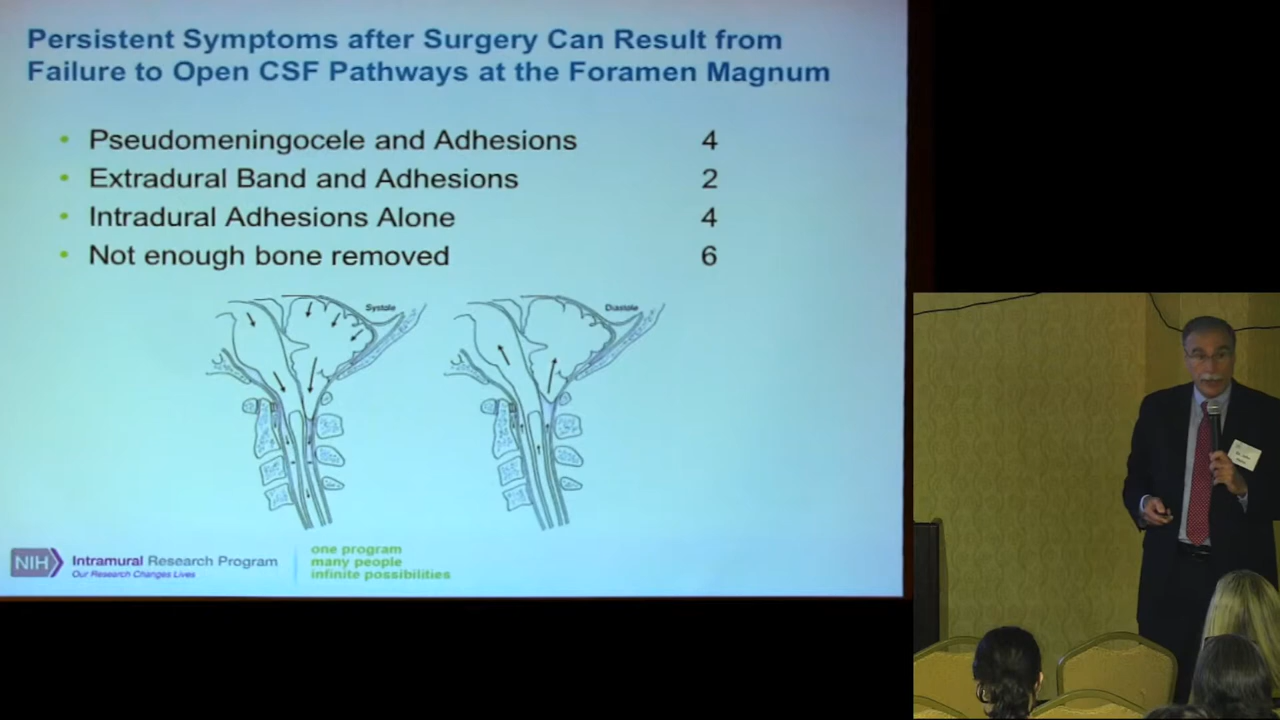 Persistent Symptoms after Surgery Can Result from
Failure to Open CSF Pathways at the Foramen Magnum
• Pseudomeningocele and Adhesions 4
• Extradural Band and Adhesions 2
• Intradural Adhesions Alone 4
• Not enough bone removed 6
Systole
Diastole
NIH Intramural Research Program
Our Research Changes Lives
one program
many people
infinite possibilities